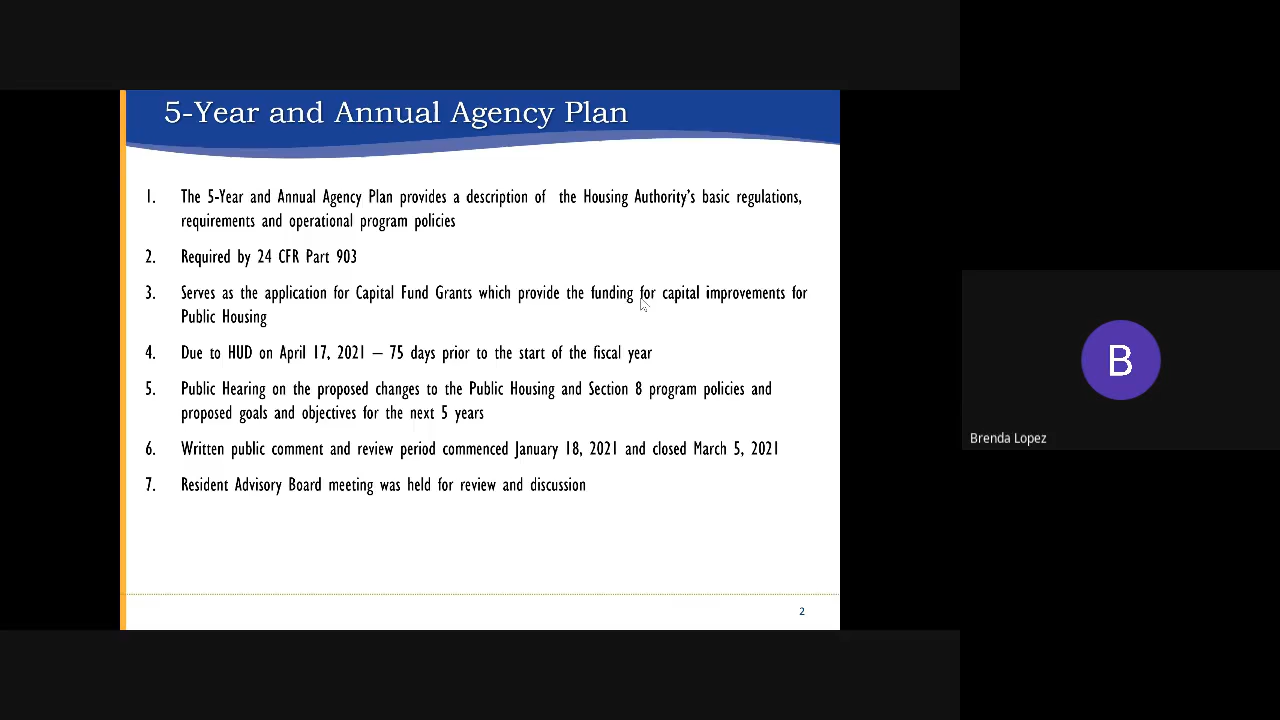 5-Year and Annual Agency Plan
1. The 5-Year and Annual Agency Plan provides a description of the Housing Authority's basic regulations,
requirements and operational program policies
2. Required by 24 CFR Part 903
3. Serves as the application for Capital Fund Grants which provide the funding for capital improvements for
Public Housing
4. Due to HUD on April 17, 2021 – 75 days prior to the start of the fiscal year
5. Public Hearing on the proposed changes to the Public Housing and Section 8 program policies and
proposed goals and objectives for the next 5 years
6. Written public comment and review period commenced January 18, 2021 and closed March 5, 2021
7. Resident Advisory Board meeting was held for review and discussion
2
B
Brenda Lopez